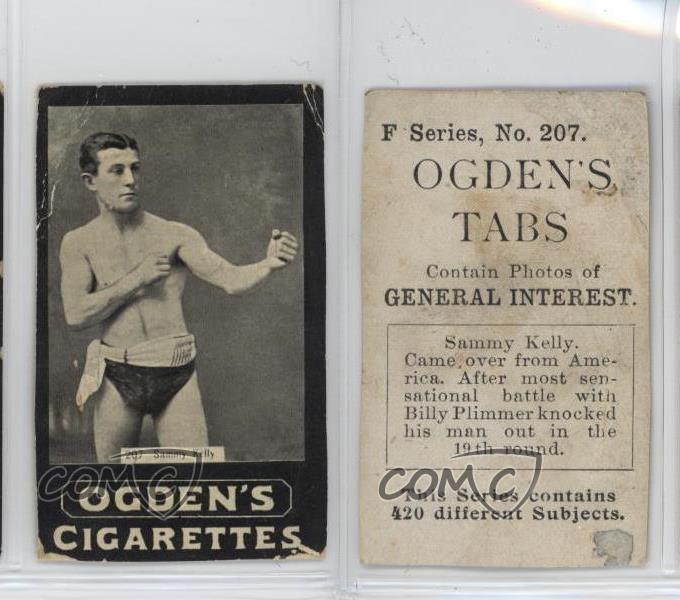 207 Sammy Kelly
OGDEN'S
CIGARETTES
COMC
F Series, No. 207.
OGDEN'S
TABS
Contain Photos of
GENERAL INTEREST.
Sammy Kelly.
Came over from Ame-
rica. After most sen-
sational battle with
Billy Plimmer knocked
his man out in the
19th round.
This Series contains
420 different Subjects.
COMC